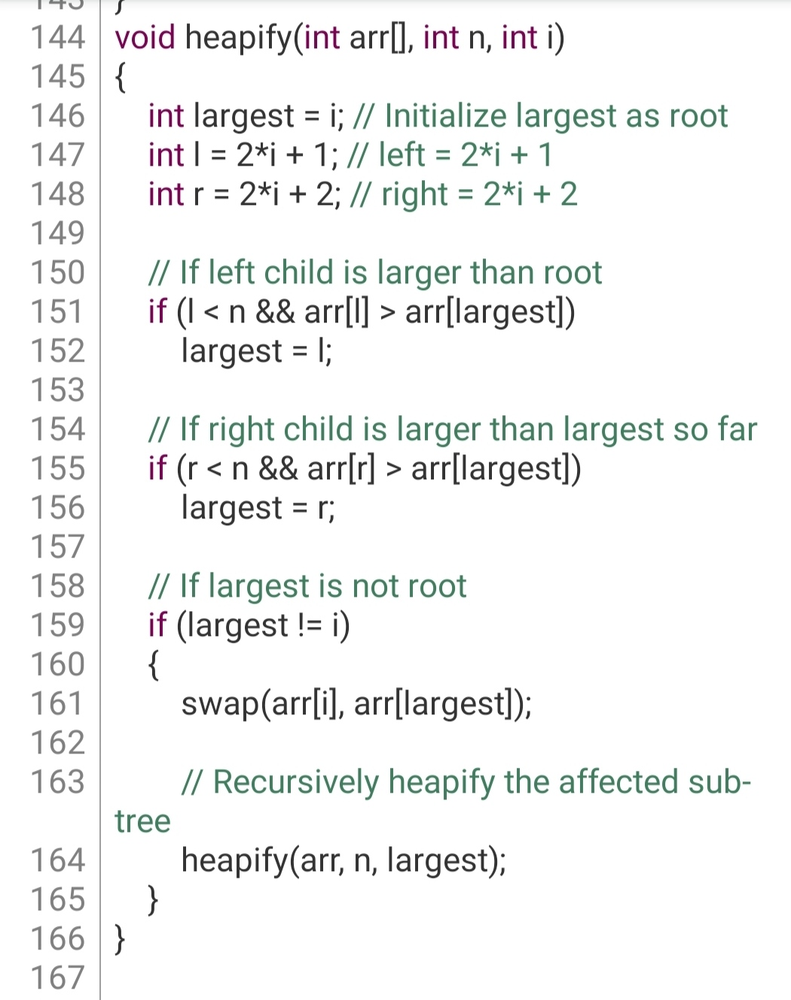 144 void heapify(int arr[], int n, int i)
145 {
146 int largest = i; // Initialize largest as root
147 int l = 2*i + 1; // left = 2*i + 1
148 int r = 2*i + 2; // right = 2*i + 2
149
150 // If left child is larger than root
151 if (l < n && arr[l] > arr[largest])
152 largest = l;
153
154 // If right child is larger than largest so far
155 if (r < n && arr[r] > arr[largest])
156 largest = r;
157
158 // If largest is not root
159 if (largest != i)
160 {
161 swap(arr[i], arr[largest]);
162
163 // Recursively heapify the affected sub-
tree
164 heapify(arr, n, largest);
165 }
166 }
167